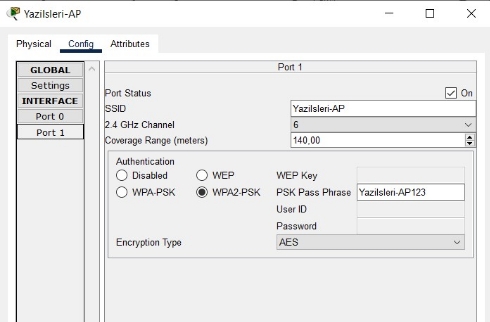 Yazilsleri-AP
Physical Config Attributes
GLOBAL
Settings
INTERFACE
Port 0
Port 1
Port 1
Port Status On
SSID Yazilsleri-AP
2.4 GHz Channel 6
Coverage Range (meters) 140,00
Authentication
Disabled WEP WEP Key
WPA-PSK WPA2-PSK PSK Pass Phrase Yazilsleri-AP123
User ID
Password
Encryption Type AES